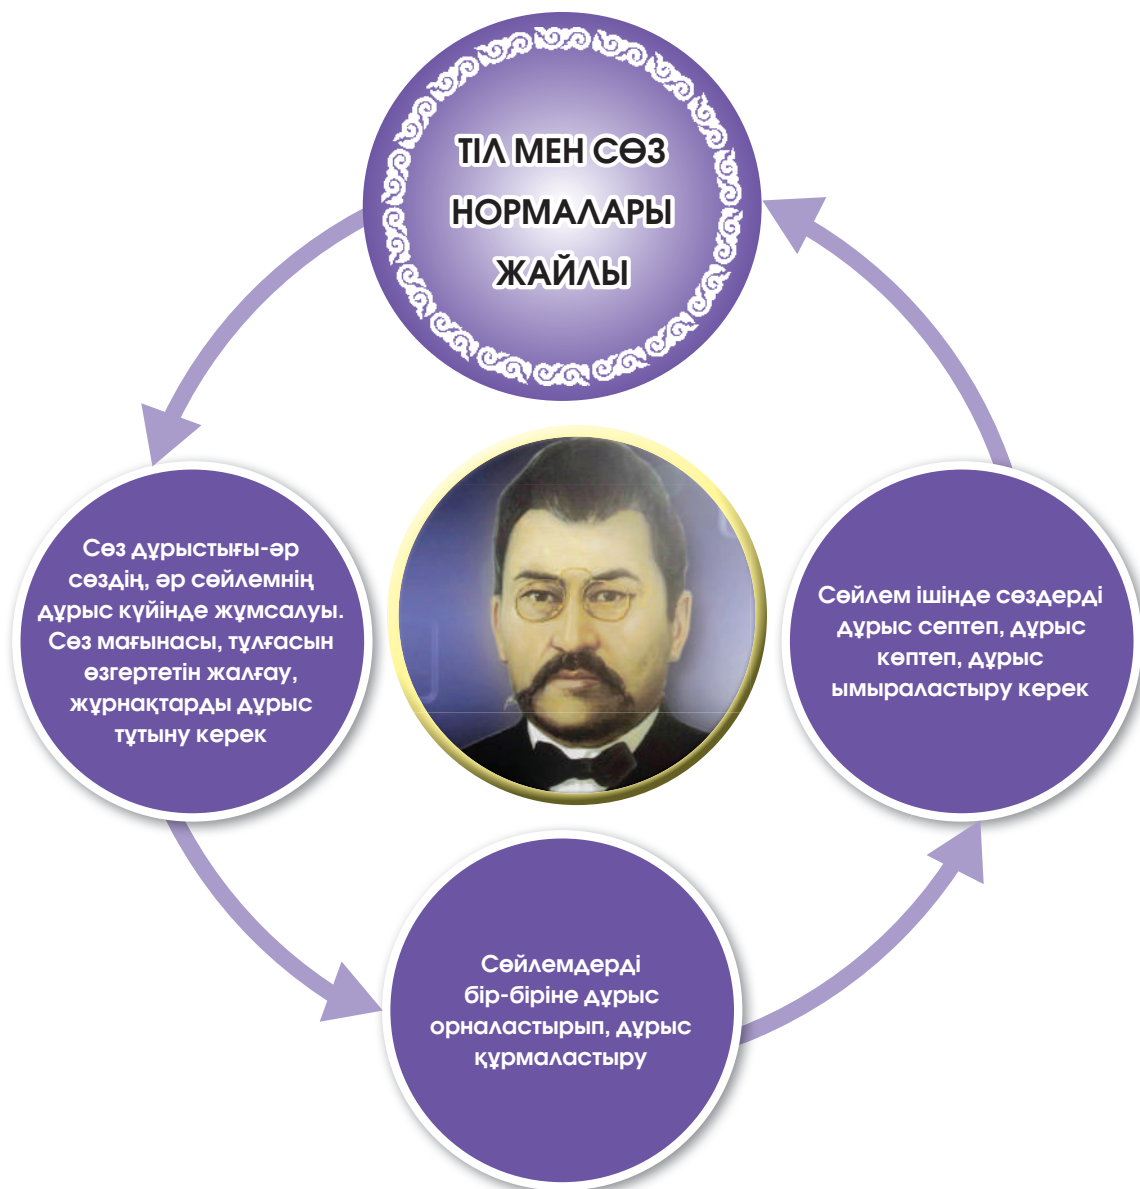 ТІЛ МЕН СӨЗ
НОРМАЛАРЫ
ЖАЙЛЫ
Сөз дұрыстығы-әр
сөздің, әр сөйлемнің
дұрыс күйінде жұмсалуы.
Сөз мағынасы, тұлғасын
өзгертетін жалғау,
жұрнақтарды дұрыс
тұтыну керек
Сөйлемдерді
бір-біріне дұрыс
орналастырып, дұрыс
құрмаластыру
Сөйлем ішінде сөздерді
дұрыс септеп, дұрыс
көптеп, дұрыс
ымыраластыру керек